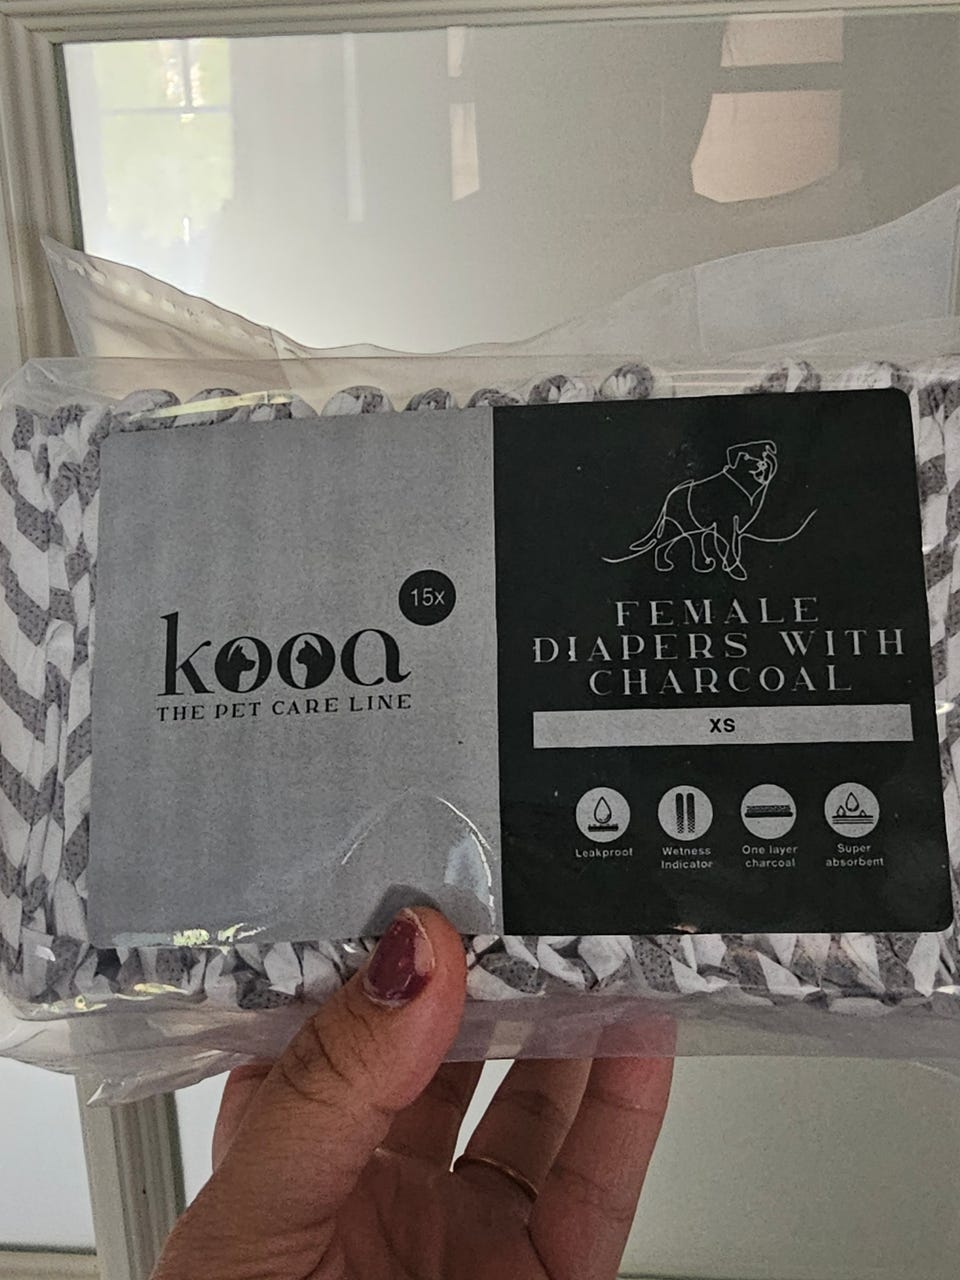 15x
kooa
THE PET CARE LINE
FEMALE
DIAPERS WITH
CHARCOAL
XS
Leakproof
Wetness
Indicator
One layer
charcoal
Super
absorbent